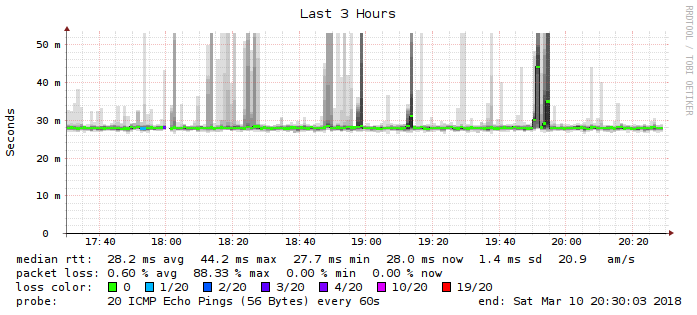 Last 3 Hours
RRDTOOL / TOBI OETIKER
Seconds
50 m
40 m
30 m
20 m
10 m
0
17:40 18:00 18:20 18:40 19:00 19:20 19:40 20:00 20:20
median rtt: 28.2 ms avg 44.2 ms max 27.7 ms min 28.0 ms now 1.4 ms sd 20.9 am/s
packet loss: 0.60 % avg 88.33 % max 0.00 % min 0.00 % now
loss color: 0 1/20 2/20 3/20 4/20 10/20 19/20
probe: 20 ICMP Echo Pings (56 Bytes) every 60s end: Sat Mar 10 20:30:03 2018